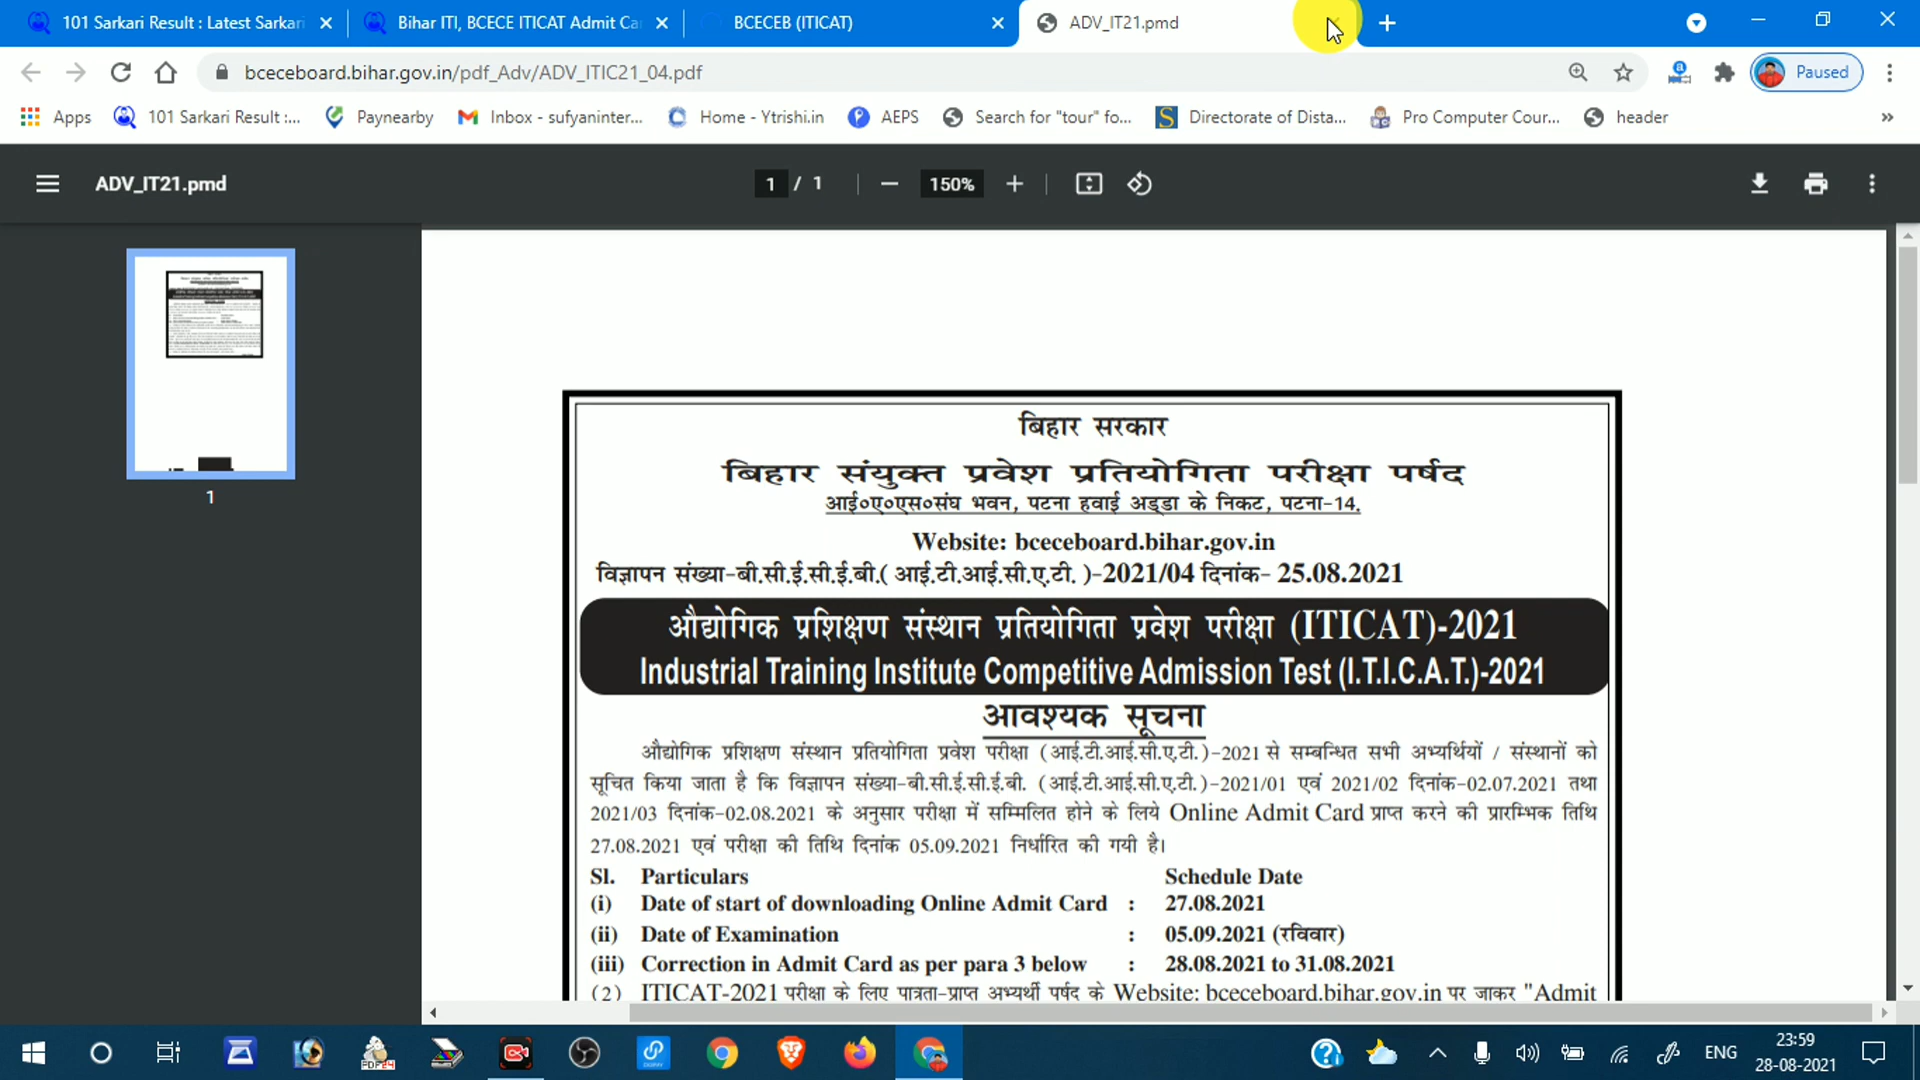 101 Sarkari Result : Latest Sarkari
Bihar ITI, BCECE ITICAT Admit Ca
BCECEB (ITICAT)
ADV_IT21.pmd
bceceboard.bihar.gov.in/pdf_Adv/ADV_ITIC21_04.pdf
Paused
Apps
101 Sarkari Result :...
Paynearby
Inbox - sufyaninter...
Home - Ytrishi.in
AEPS
Search for "tour" fo...
Directorate of Dista...
Pro Computer Cour...
header
ADV_IT21.pmd
1 / 1
150%
1
बिहार सरकार
बिहार संयुक्त प्रवेश प्रतियोगिता परीक्षा पर्षद
आई०ए०एस०संघ भवन, पटना हवाई अड्डा के निकट, पटना-14.
Website: bceceboard.bihar.gov.in
विज्ञापन संख्या-बी.सी.ई.सी.ई.बी.( आई.टी.आई.सी.ए.टी. )-2021/04 दिनांक- 25.08.2021
औद्योगिक प्रशिक्षण संस्थान प्रतियोगिता प्रवेश परीक्षा (ITICAT)-2021
Industrial Training Institute Competitive Admission Test (I.T.I.C.A.T.)-2021
आवश्यक सूचना
औद्योगिक प्रशिक्षण संस्थान प्रतियोगिता प्रवेश परीक्षा (आई.टी.आई.सी.ए.टी.)-2021 से सम्बन्धित सभी अभ्यर्थियों / संस्थानों को
सूचित किया जाता है कि विज्ञापन संख्या-बी.सी.ई.सी.ई.बी. (आई.टी.आई.सी.ए.टी.)-2021/01 एवं 2021/02 दिनांक-02.07.2021 तथा
2021/03 दिनांक-02.08.2021 के अनुसार परीक्षा में सम्मिलित होने के लिये Online Admit Card प्राप्त करने की प्रारम्भिक तिथि
27.08.2021 एवं परीक्षा की तिथि दिनांक 05.09.2021 निर्धारित की गयी है।
Sl. Particulars Schedule Date
(i) Date of start of downloading Online Admit Card : 27.08.2021
(ii) Date of Examination : 05.09.2021 (रविवार)
(iii) Correction in Admit Card as per para 3 below : 28.08.2021 to 31.08.2021
(2) ITICAT-2021 परीक्षा के लिए पात्रता-प्राप्त अभ्यर्थी पर्षद के Website: bceceboard.bihar.gov.in पर जाकर "Admit
ENG
23:59
28-08-2021